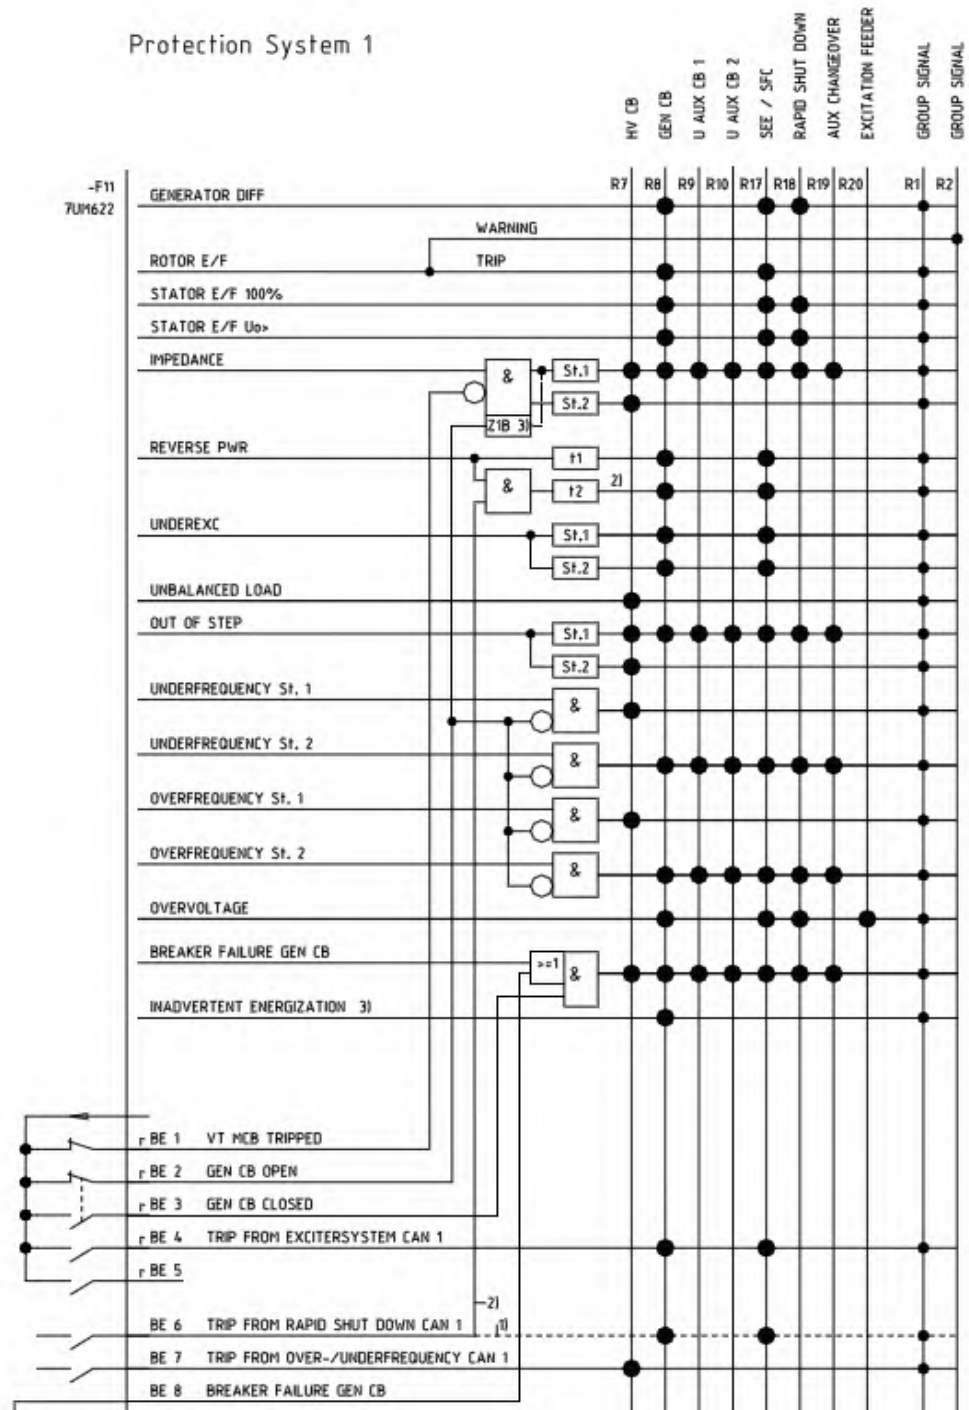 Protection System 1
HV CB
GEN CB
U AUX CB 1
U AUX CB 2
SEE / SFC
RAPID SHUT DOWN
AUX CHANGEOVER
EXCITATION FEEDER
GROUP SIGNAL
GROUP SIGNAL
-F11
7UM622
R7 R8 R9 R10 R17 R18 R19 R20 R1 R2
GENERATOR DIFF
WARNING
ROTOR E/F TRIP
STATOR E/F 100%
STATOR E/F Uo>
IMPEDANCE & St.1
St.2
Z1B 3)
REVERSE PWR t1
& t2 2)
UNDEREXC St.1
St.2
UNBALANCED LOAD
OUT OF STEP St.1
St.2
UNDERFREQUENCY St. 1 &
UNDERFREQUENCY St. 2 &
OVERFREQUENCY St. 1 &
OVERFREQUENCY St. 2 &
OVERVOLTAGE
BREAKER FAILURE GEN CB >=1 &
INADVERTENT ENERGIZATION 3)
r BE 1 VT MCB TRIPPED
r BE 2 GEN CB OPEN
r BE 3 GEN CB CLOSED
r BE 4 TRIP FROM EXCITERSYSTEM CAN 1
r BE 5
2)
BE 6 TRIP FROM RAPID SHUT DOWN CAN 1 1)
BE 7 TRIP FROM OVER-/UNDERFREQUENCY CAN 1
BE 8 BREAKER FAILURE GEN CB